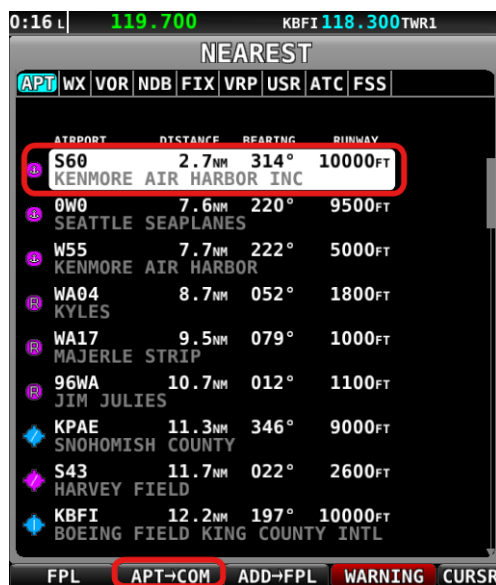 0:16 L 119.700 KBFI 118.300 TWR1
NEAREST
APT WX VOR NDB FIX VRP USR ATC FSS
AIRPORT DISTANCE BEARING RUNWAY
S60 2.7NM 314° 10000FT
KENMORE AIR HARBOR INC
0W0 7.6NM 220° 9500FT
SEATTLE SEAPLANES
W55 7.7NM 222° 5000FT
KENMORE AIR HARBOR
WA04 8.7NM 052° 1800FT
KYLES
WA17 9.5NM 079° 1000FT
MAJERLE STRIP
96WA 10.7NM 012° 1100FT
JIM JULIES
KPAE 11.3NM 346° 9000FT
SNOHOMISH COUNTY
S43 11.7NM 022° 2600FT
HARVEY FIELD
KBFI 12.2NM 197° 10000FT
BOEING FIELD KING COUNTY INTL
FPL APT→COM ADD→FPL WARNING CURSR